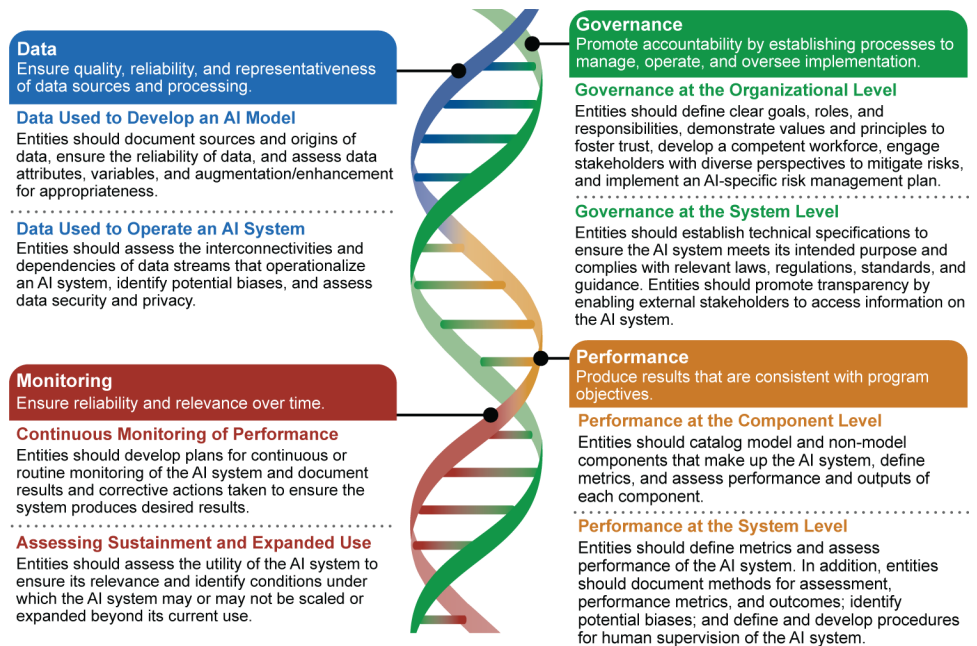 Data
Ensure quality, reliability, and representativeness
of data sources and processing.
Data Used to Develop an AI Model
Entities should document sources and origins of
data, ensure the reliability of data, and assess data
attributes, variables, and augmentation/enhancement
for appropriateness.
Data Used to Operate an AI System
Entities should assess the interconnectivities and
dependencies of data streams that operationalize
an AI system, identify potential biases, and assess
data security and privacy.
Monitoring
Ensure reliability and relevance over time.
Continuous Monitoring of Performance
Entities should develop plans for continuous or
routine monitoring of the AI system and document
results and corrective actions taken to ensure the
system produces desired results.
Assessing Sustainment and Expanded Use
Entities should assess the utility of the AI system to
ensure its relevance and identify conditions under
which the AI system may or may not be scaled or
expanded beyond its current use.
Governance
Promote accountability by establishing processes to
manage, operate, and oversee implementation.
Governance at the Organizational Level
Entities should define clear goals, roles, and
responsibilities, demonstrate values and principles to
foster trust, develop a competent workforce, engage
stakeholders with diverse perspectives to mitigate risks,
and implement an AI-specific risk management plan.
Governance at the System Level
Entities should establish technical specifications to
ensure the AI system meets its intended purpose and
complies with relevant laws, regulations, standards, and
guidance. Entities should promote transparency by
enabling external stakeholders to access information on
the AI system.
Performance
Produce results that are consistent with program
objectives.
Performance at the Component Level
Entities should catalog model and non-model
components that make up the AI system, define
metrics, and assess performance and outputs of
each component.
Performance at the System Level
Entities should define metrics and assess
performance of the AI system. In addition, entities
should document methods for assessment,
performance metrics, and outcomes; identify
potential biases; and define and develop procedures
for human supervision of the AI system.